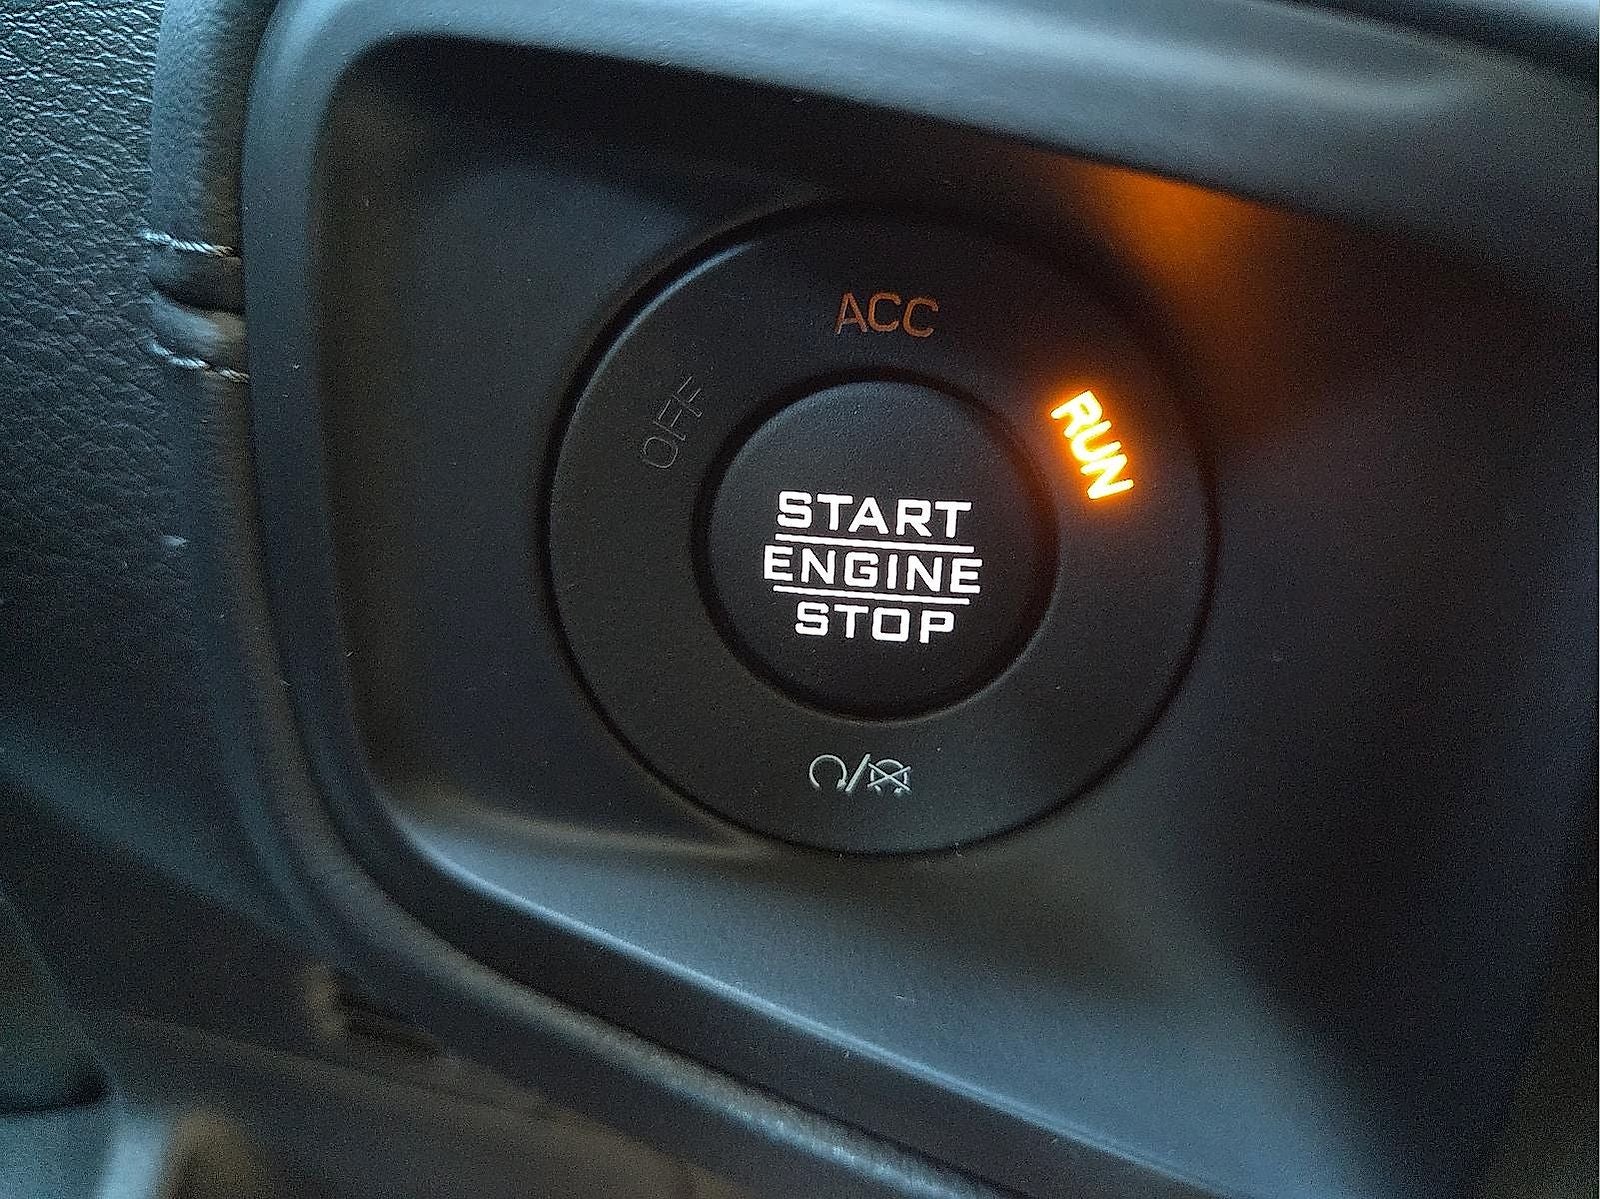 ACC
OFF
RUN
START
ENGINE
STOP